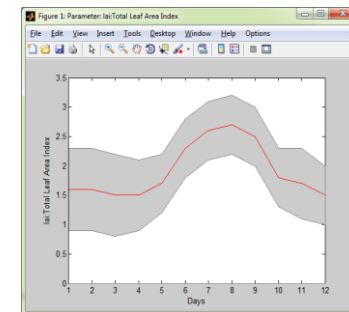 Figure 1: Parameter: lai:Total Leaf Area Index
File Edit View Insert Tools Desktop Window Help Options
3.5
3
2.5
2
1.5
1
0.5
0
lai:Total Leaf Area Index
1 2 3 4 5 6 7 8 9 10 11 12
Days